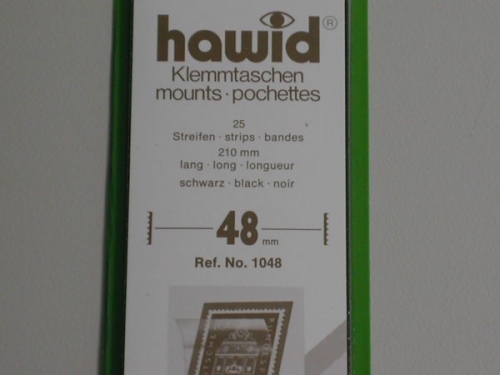 hawid®
Klemmtaschen
mounts · pochettes
25
Streifen · strips · bandes
210 mm
lang · long · longueur
schwarz · black · noir
48 mm
Ref. No. 1048